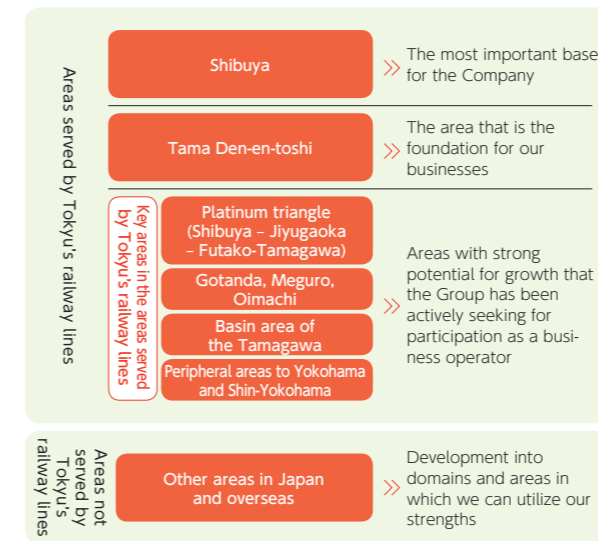 Areas served by Tokyu's railway lines
Shibuya
The most important base
for the Company
Tama Den-en-toshi
The area that is the
foundation for our
businesses
Key areas in the areas served
by Tokyu's railway lines
Platinum triangle
(Shibuya – Jiyugaoka
– Futako-Tamagawa)
Gotanda, Meguro,
Oimachi
Basin area of
the Tamagawa
Peripheral areas to Yokohama
and Shin-Yokohama
Areas with strong
potential for growth that
the Group has been
actively seeking for
participation as a busi-
ness operator
Areas not
served by
Tokyu's
railway lines
Other areas in Japan
and overseas
Development into
domains and areas in
which we can utilize our
strengths